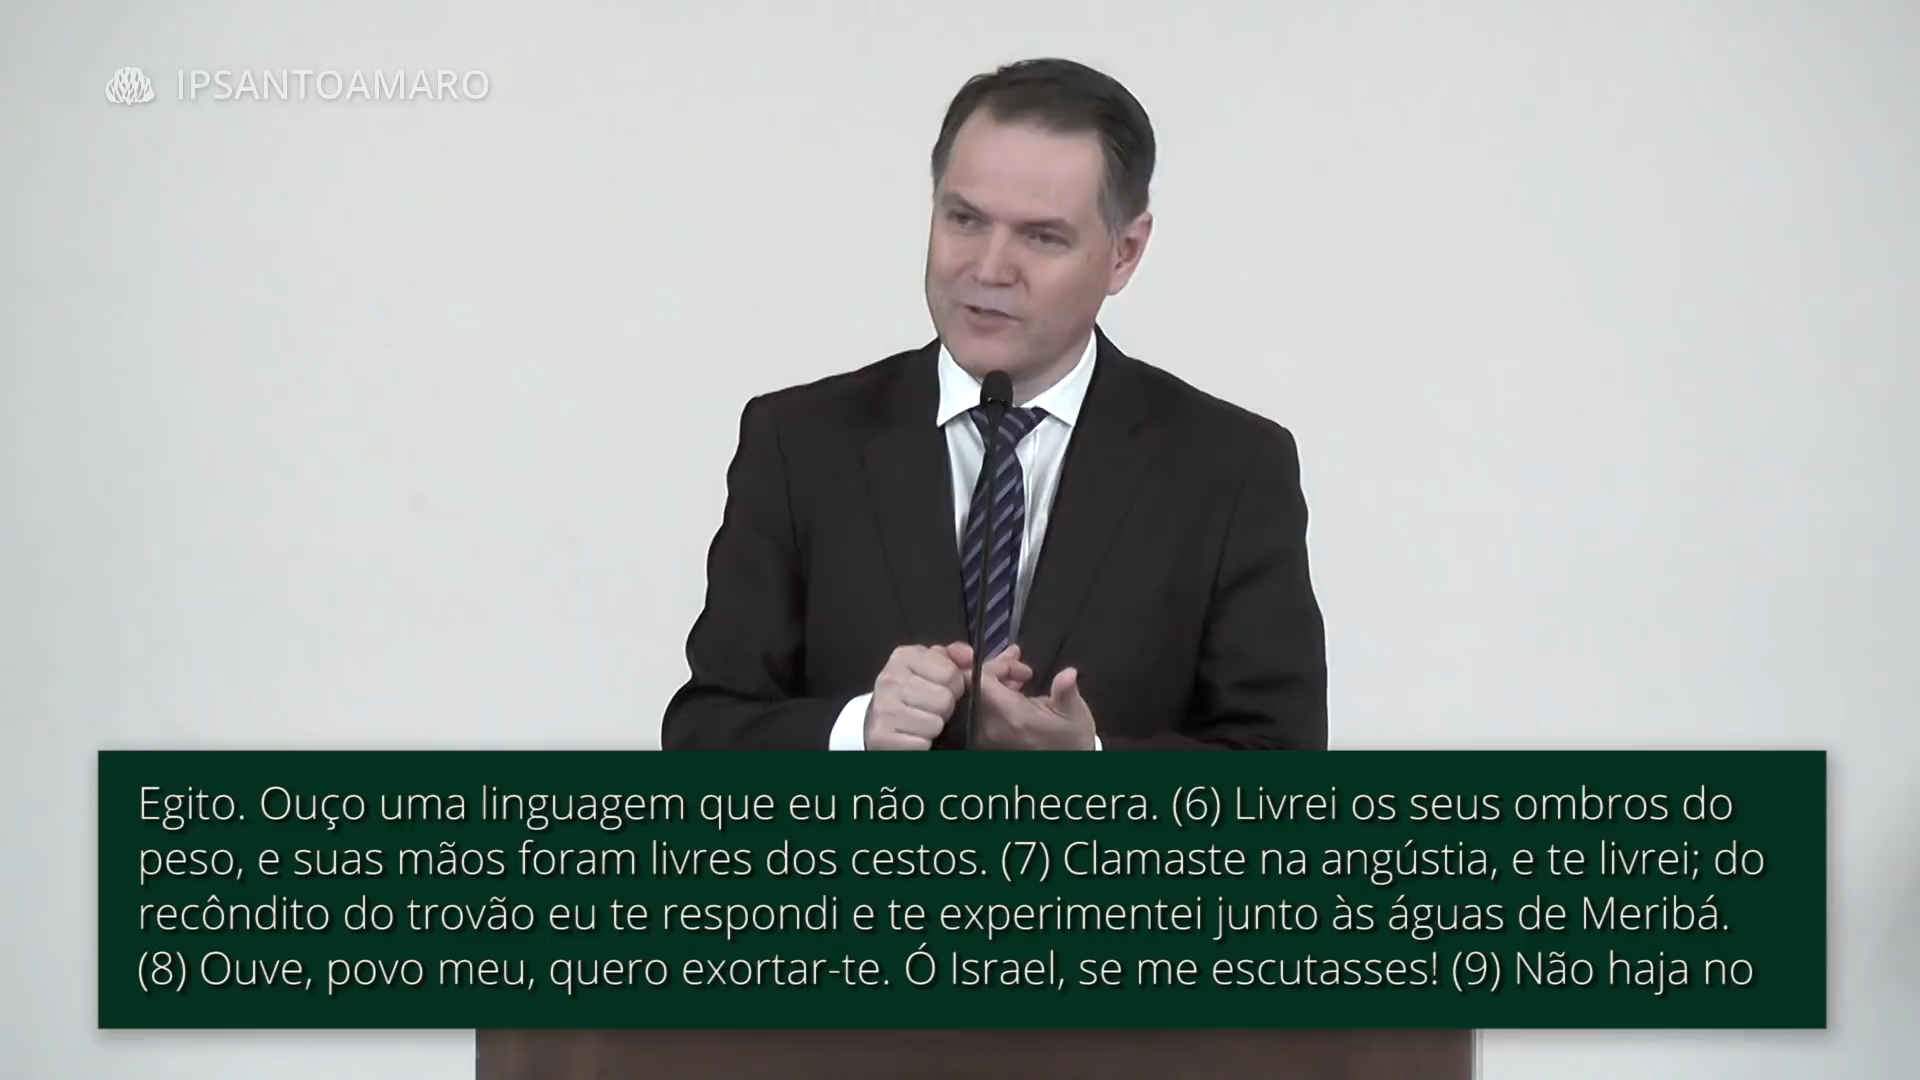 IPSANTOAMARO
Egito. Ouço uma linguagem que eu não conhecera. (6) Livrei os seus ombros do
peso, e suas mãos foram livres dos cestos. (7) Clamaste na angústia, e te livrei; do
recôndito do trovão eu te respondi e te experimentei junto às águas de Meribá.
(8) Ouve, povo meu, quero exortar-te. Ó Israel, se me escutasses! (9) Não haja no